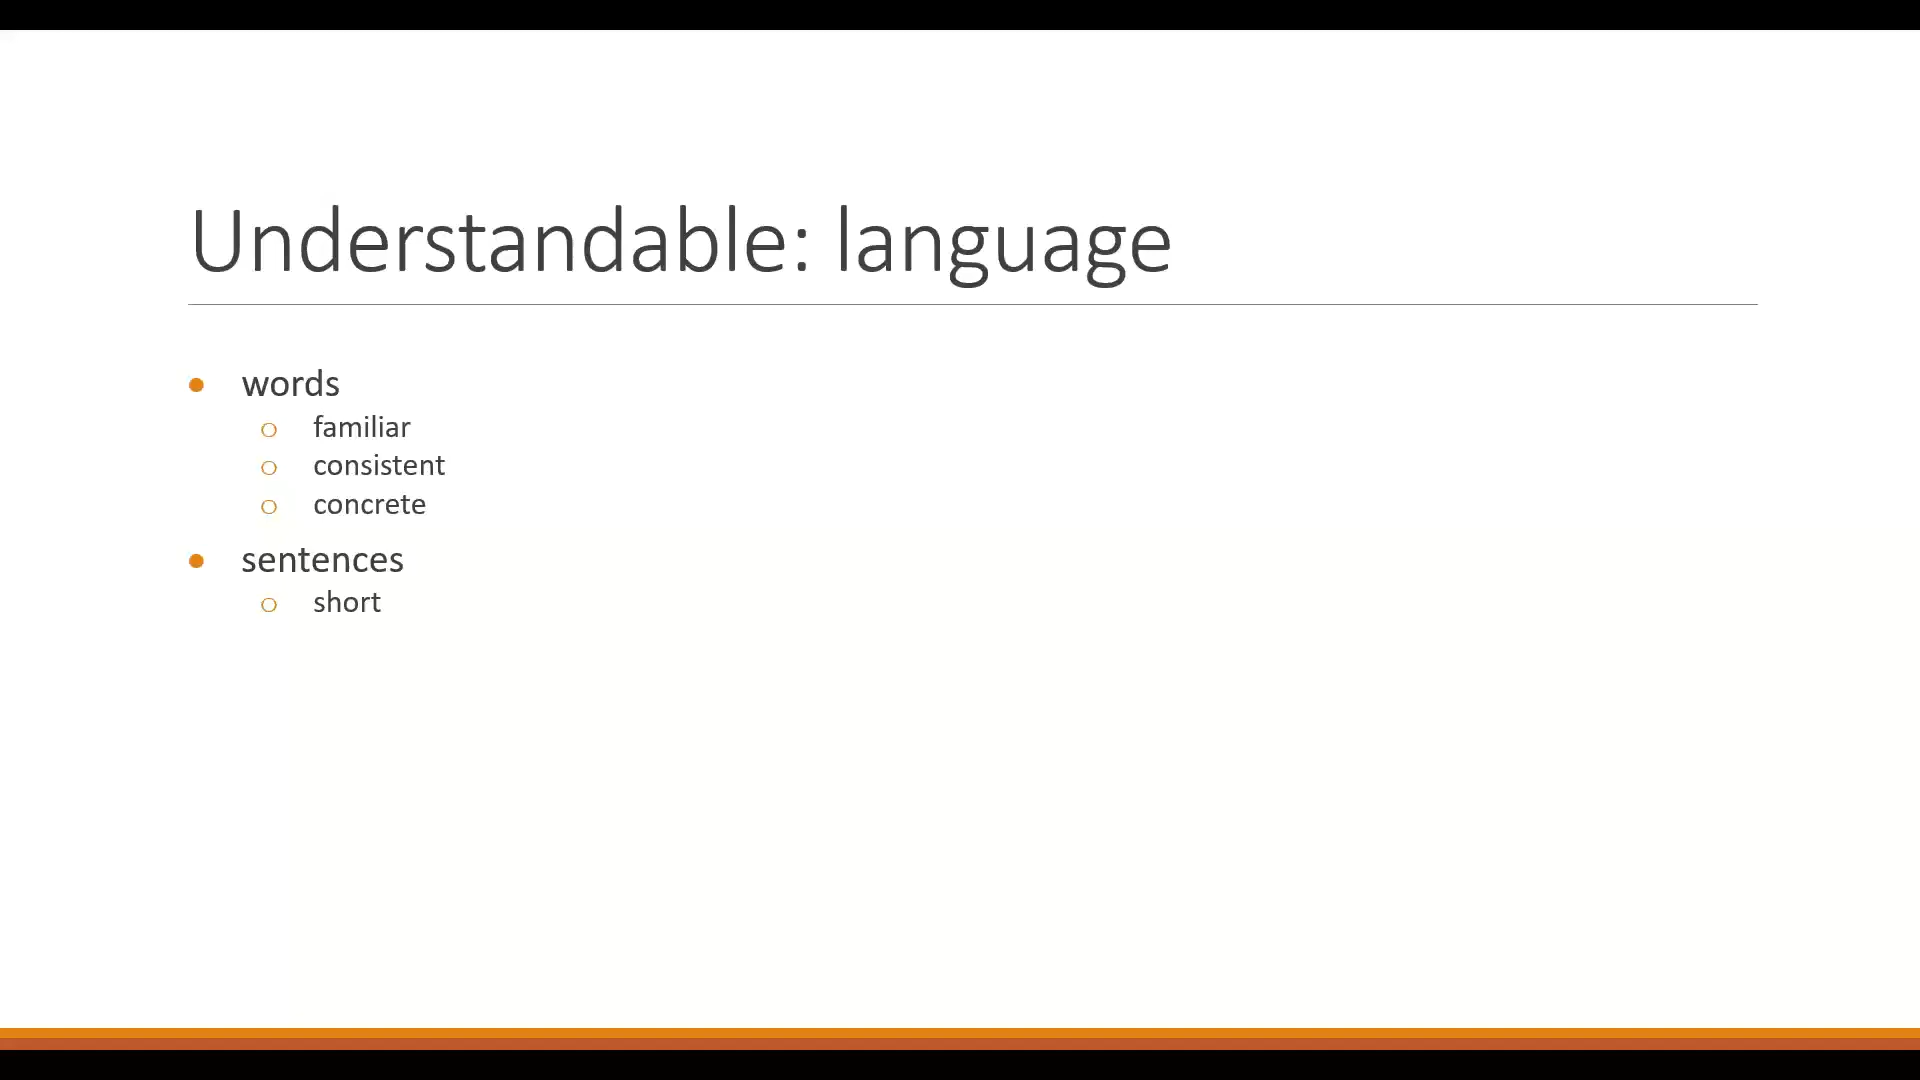 Understandable: language
words
familiar
consistent
concrete
sentences
short